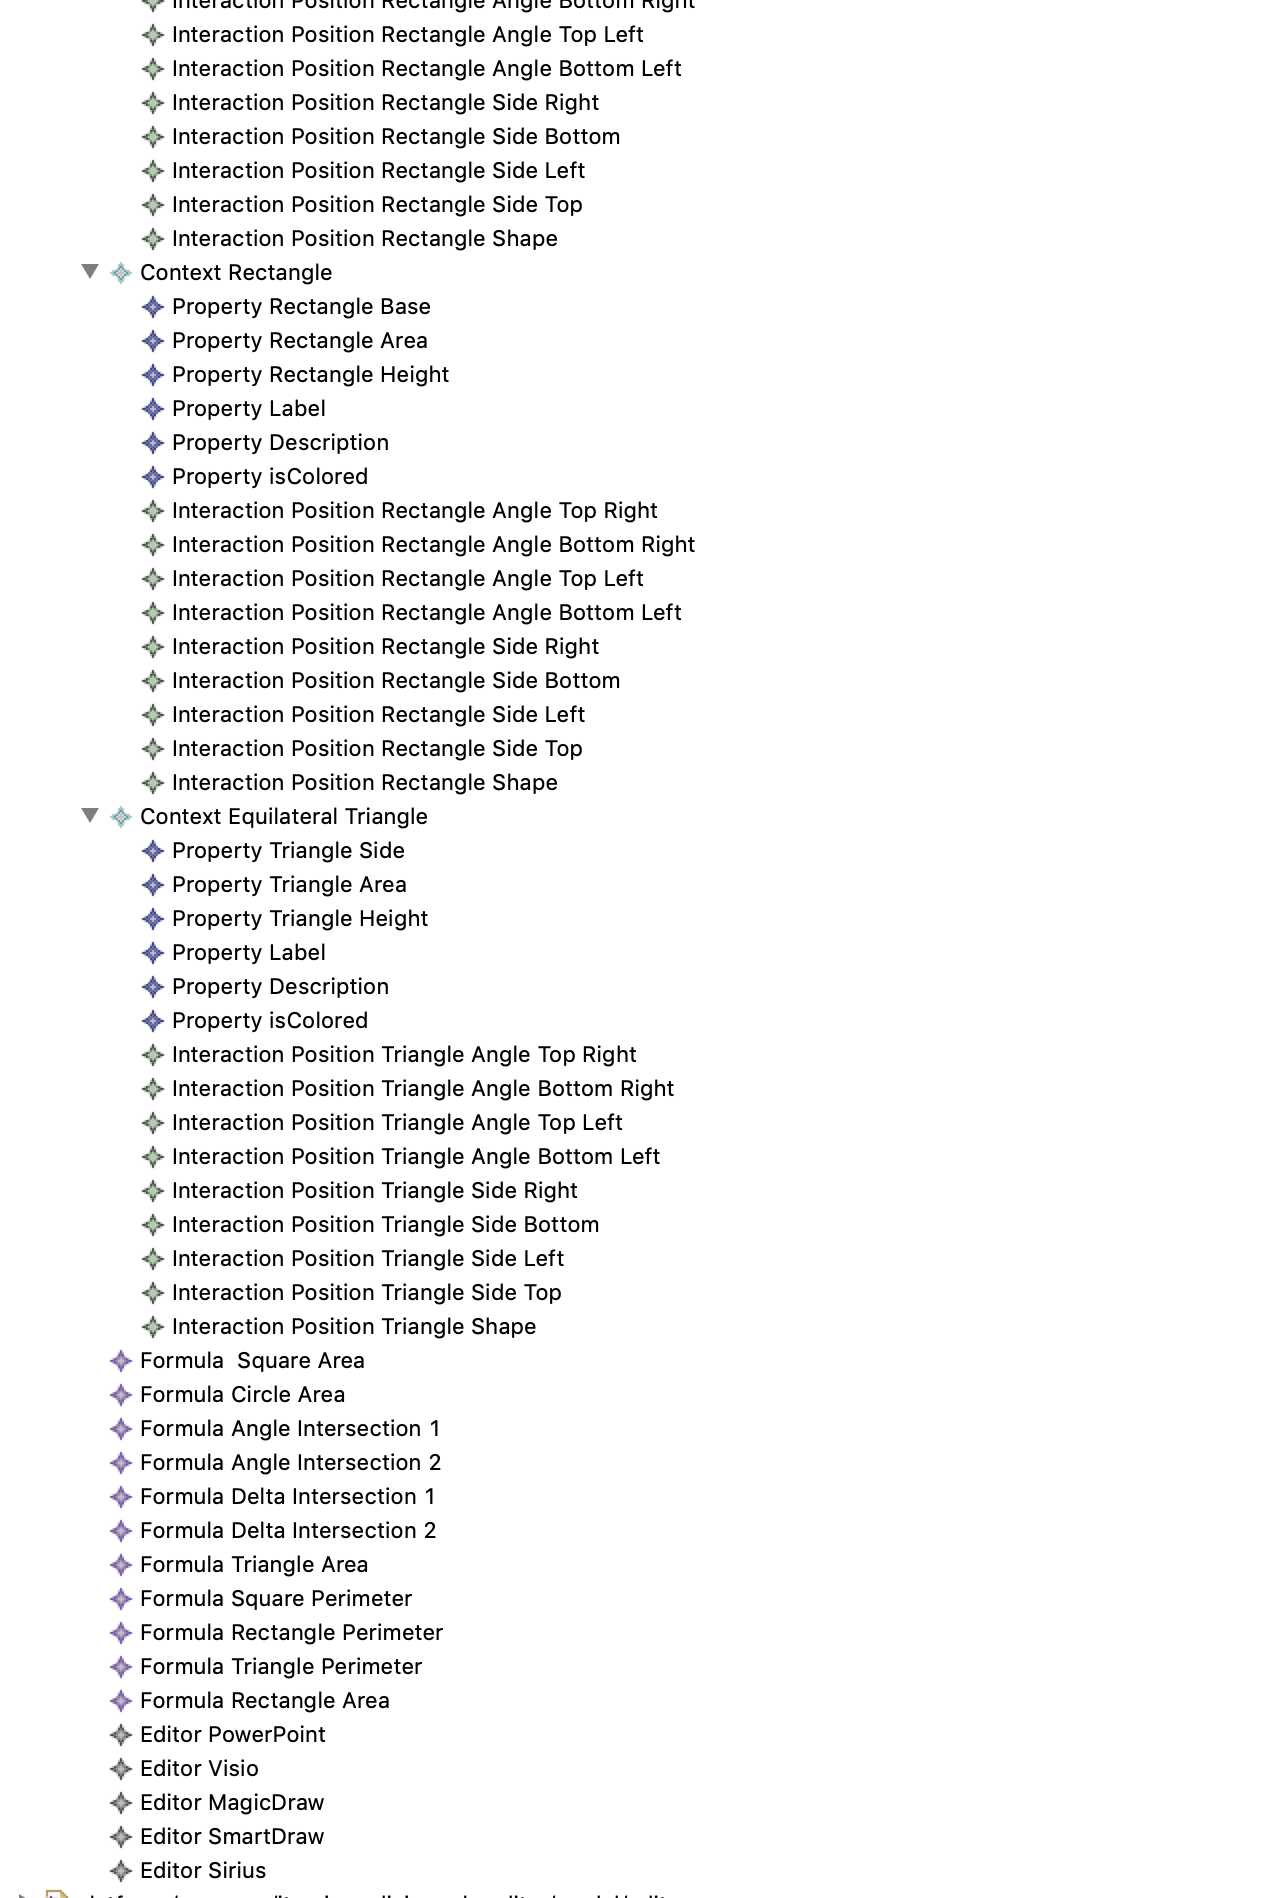 Interaction Position Rectangle Angle Bottom Right
Interaction Position Rectangle Angle Top Left
Interaction Position Rectangle Angle Bottom Left
Interaction Position Rectangle Side Right
Interaction Position Rectangle Side Bottom
Interaction Position Rectangle Side Left
Interaction Position Rectangle Side Top
Interaction Position Rectangle Shape
Context Rectangle
Property Rectangle Base
Property Rectangle Area
Property Rectangle Height
Property Label
Property Description
Property isColored
Interaction Position Rectangle Angle Top Right
Interaction Position Rectangle Angle Bottom Right
Interaction Position Rectangle Angle Top Left
Interaction Position Rectangle Angle Bottom Left
Interaction Position Rectangle Side Right
Interaction Position Rectangle Side Bottom
Interaction Position Rectangle Side Left
Interaction Position Rectangle Side Top
Interaction Position Rectangle Shape
Context Equilateral Triangle
Property Triangle Side
Property Triangle Area
Property Triangle Height
Property Label
Property Description
Property isColored
Interaction Position Triangle Angle Top Right
Interaction Position Triangle Angle Bottom Right
Interaction Position Triangle Angle Top Left
Interaction Position Triangle Angle Bottom Left
Interaction Position Triangle Side Right
Interaction Position Triangle Side Bottom
Interaction Position Triangle Side Left
Interaction Position Triangle Side Top
Interaction Position Triangle Shape
Formula  Square Area
Formula Circle Area
Formula Angle Intersection 1
Formula Angle Intersection 2
Formula Delta Intersection 1
Formula Delta Intersection 2
Formula Triangle Area
Formula Square Perimeter
Formula Rectangle Perimeter
Formula Triangle Perimeter
Formula Rectangle Area
Editor PowerPoint
Editor Visio
Editor MagicDraw
Editor SmartDraw
Editor Sirius